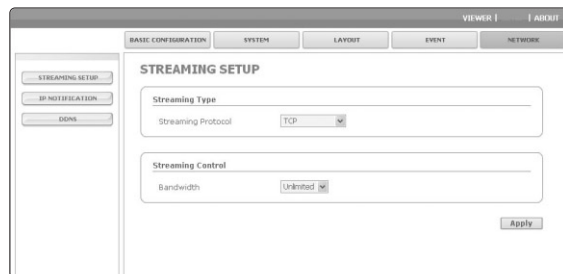 VIEWER | | ABOUT
BASIC CONFIGURATION SYSTEM LAYOUT EVENT NETWORK
STREAMING SETUP
IP NOTIFICATION
DDNS
STREAMING SETUP
Streaming Type
Streaming Protocol TCP
Streaming Control
Bandwidth Unlimited
Apply